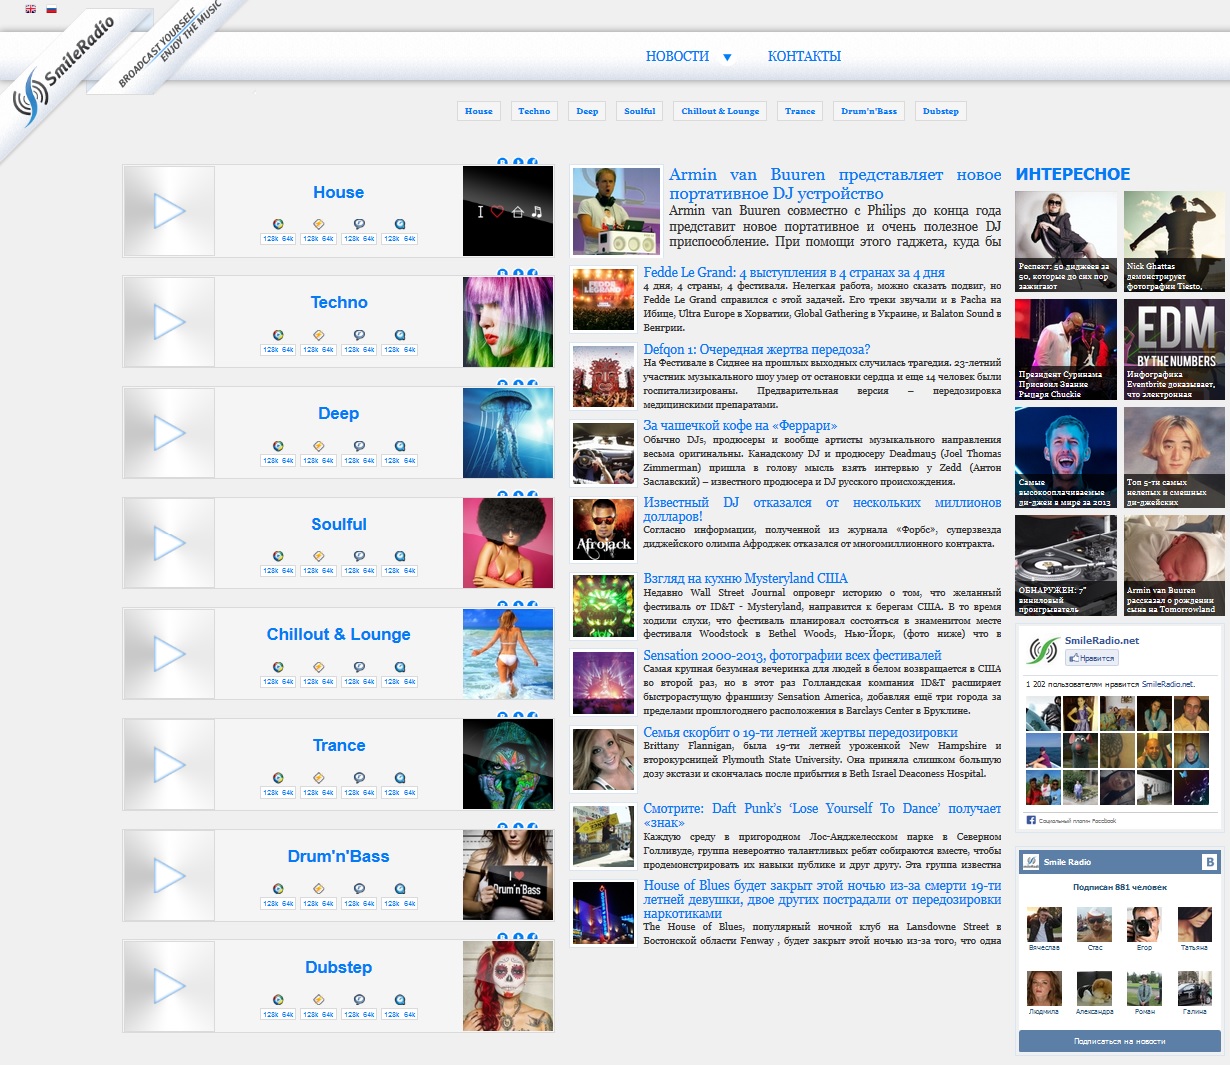 SmileRadio
BROADCAST YOURSELF
ENJOY THE MUSIC
НОВОСТИ ▼ КОНТАКТЫ
House Techno Deep Soulful Chillout & Lounge Trance Drum'n'Bass Dubstep
House
128k 64k 128k 64k 128k 64k 128k 64k
Techno
128k 64k 128k 64k 128k 64k 128k 64k
Deep
128k 64k 128k 64k 128k 64k 128k 64k
Soulful
128k 64k 128k 64k 128k 64k 128k 64k
Chillout & Lounge
128k 64k 128k 64k 128k 64k 128k 64k
Trance
128k 64k 128k 64k 128k 64k 128k 64k
Drum'n'Bass
128k 64k 128k 64k 128k 64k 128k 64k
I
Drum'n'Bass
Dubstep
128k 64k 128k 64k 128k 64k 128k 64k
Armin van Buuren представляет новое
портативное DJ устройство
Armin van Buuren совместно с Philips до конца года
представит новое портативное и очень полезное DJ
приспособление. При помощи этого гаджета, куда бы
Fedde Le Grand: 4 выступления в 4 странах за 4 дня
4 дня, 4 страны, 4 фестиваля. Нелегкая работа, можно сказать подвиг, но
Fedde Le Grand справился с этой задачей. Его треки звучали и в Pacha на
Ибице, Ultra Europe в Хорватии, Global Gathering в Украине, и Balaton Sound в
Венгрии.
Defqon 1: Очередная жертва передоза?
На Фестивале в Сиднее на прошлых выходных случилась трагедия. 23-летний
участник музыкального шоу умер от остановки сердца и еще 14 человек были
госпитализированы. Предварительная версия – передозировка
медицинскими препаратами.
За чашечкой кофе на «Феррари»
Обычно DJs, продюсеры и вообще артисты музыкального направления
весьма оригинальны. Канадскому DJ и продюсеру Deadmau5 (Joel Thomas
Zimmerman) пришла в голову мысль взять интервью у Zedd (Антон
Заславский) – известного продюсера и DJ русского происхождения.
Afrojack
Известный DJ отказался от нескольких миллионов
долларов!
Согласно информации, полученной из журнала «Форбс», суперзвезда
диджейского олимпа Афроджек отказался от многомиллионного контракта.
Взгляд на кухню Mysteryland США
Недавно Wall Street Journal опроверг историю о том, что желанный
фестиваль от ID&T - Mysteryland, направится к берегам США. В то время
ходили слухи, что фестиваль планировал состояться в знаменитом месте
фестиваля Woodstock в Bethel Woods, Нью-Йорк, (фото ниже) что в
Sensation 2000-2013, фотографии всех фестивалей
Самая крупная безумная вечеринка для людей в белом возвращается в США
во второй раз, но в этот раз Голландская компания ID&T расширяет
быстрорастущую франшизу Sensation America, добавляя ещё три города за
пределами прошлогоднего расположения в Barclays Center в Бруклине.
Семья скорбит о 19-ти летней жертвы передозировки
Brittany Flannigan, была 19-ти летней уроженкой New Hampshire и
второкурсницей Plymouth State University. Она приняла слишком большую
дозу экстази и скончалась после прибытия в Beth Israel Deaconess Hospital.
Смотрите: Daft Punk's 'Lose Yourself To Dance' получает
«знак»
Каждую среду в пригородном Лос-Анджелесском парке в Северном
Голливуде, группа невероятно талантливых ребят собираются вместе, чтобы
продемонстрировать их навыки публике и друг другу. Эта группа известна
House of Blues будет закрыт этой ночью из-за смерти 19-ти
летней девушки, двое других пострадали от передозировки
наркотиками
The House of Blues, популярный ночной клуб на Lansdowne Street в
Бостонской области Fenway , будет закрыт этой ночью из-за того, что одна
ИНТЕРЕСНОЕ
Респект: 50 диджеев за
50, которые до сих пор
зажигают
Nick Ghattas
демонстрирует
фотографии Tiesto,
Президент Суринама
Присвоил Звание
Рыцаря Chuckie
EDM
BY THE NUMBERS
Инфографика
Eventbrite доказывает,
что электронная
Самые
высокооплачиваемые
ди-джеи в мире за 2013
Топ 5-ти самых
нелепых и смешных
ди-джейских
ОБНАРУЖЕН: 7"
виниловый
проигрыватель
Armin van Buuren
рассказал о рождении
сына на Tomorrowland
SmileRadio.net
Нравится
1 202 пользователям нравится SmileRadio.net.
Социальный плагин Facebook
Smile Radio B
Подписан 881 человек
Вячеслав Стас Егор Татьяна
Людмила Александра Роман Галина
Подписаться на новости